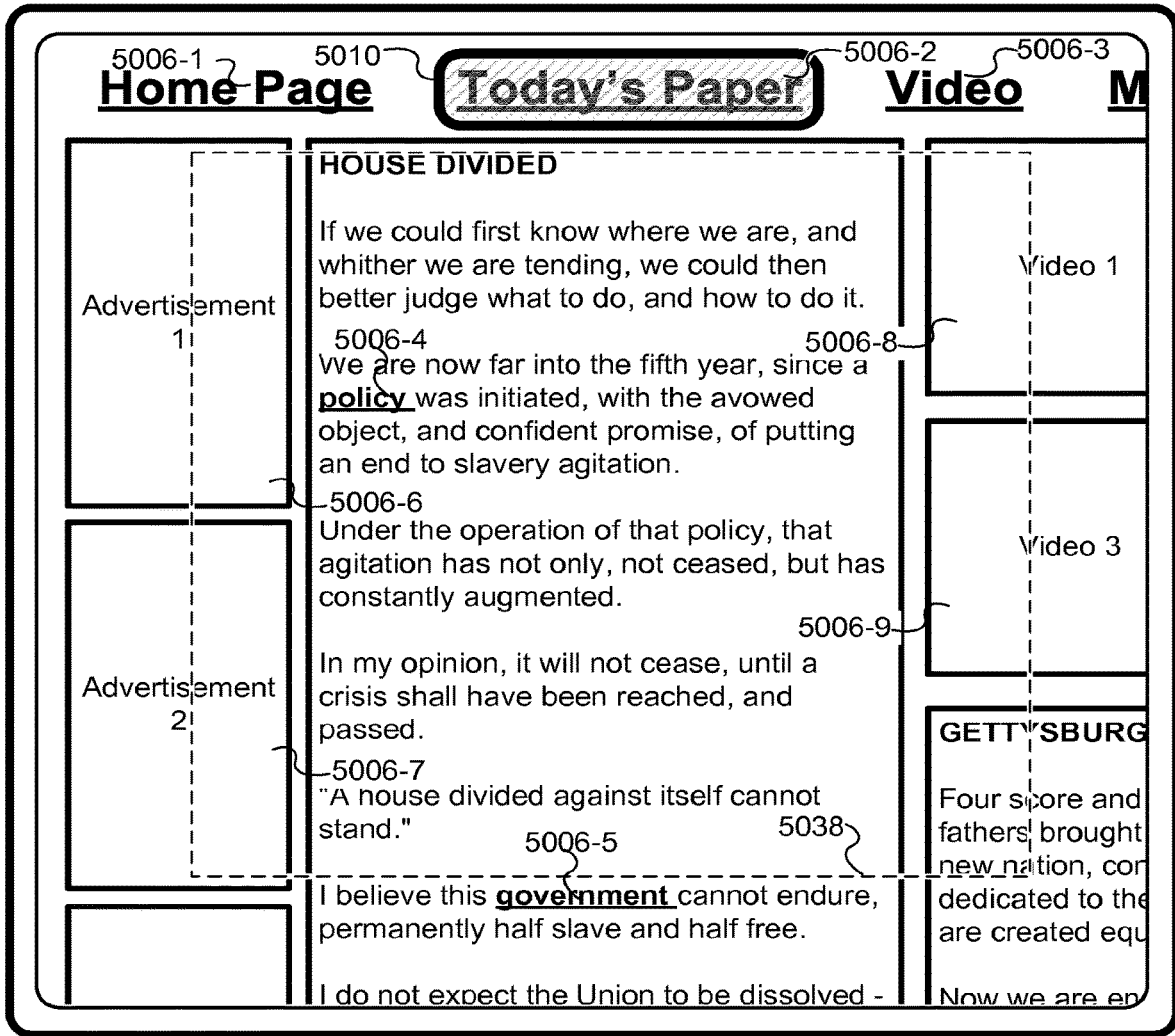 5006-1
5010
5006-2
5006-3
Home Page
Today's Paper
Video
M
Advertisement
1
5006-6
Advertisement
2
5006-7
HOUSE DIVIDED
If we could first know where we are, and
whither we are tending, we could then
better judge what to do, and how to do it.
5006-4
We are now far into the fifth year, since a
policy was initiated, with the avowed
object, and confident promise, of putting
an end to slavery agitation.
Under the operation of that policy, that
agitation has not only, not ceased, but has
constantly augmented.
In my opinion, it will not cease, until a
crisis shall have been reached, and
passed.
"A house divided against itself cannot
stand."
5006-5
5038
I believe this government cannot endure,
permanently half slave and half free.
I do not expect the Union to be dissolved -
Video 1
5006-8
Video 3
5006-9
GETTYSBURG
Four score and
fathers brought
new nation, con
dedicated to the
are created equ
Now we are en